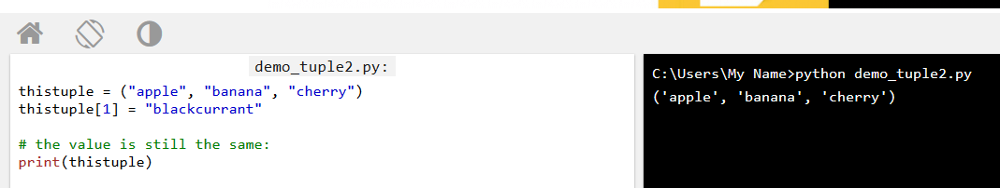 demo_tuple2.py:
thistuple = ("apple", "banana", "cherry")
thistuple[1] = "blackcurrant"
# the value is still the same:
print(thistuple)
C:\Users\My Name>python demo_tuple2.py
('apple', 'banana', 'cherry')